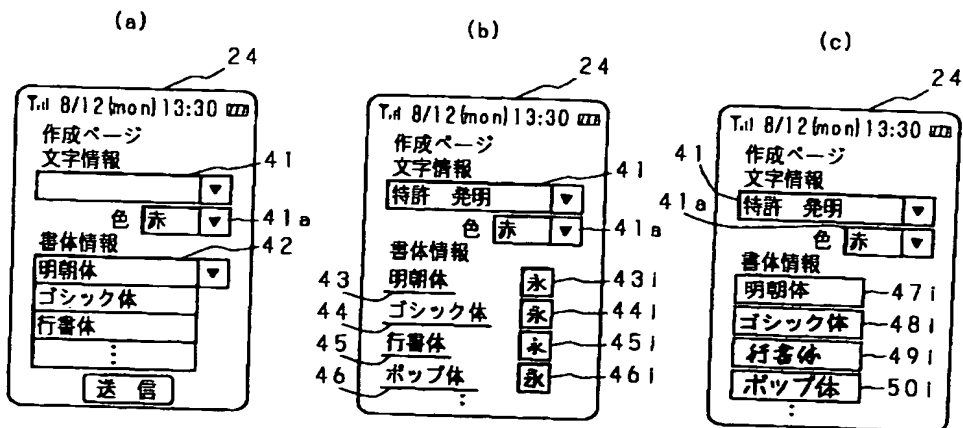 (a)
24
8/12(mon)13:30
作成ページ
文字情報
41
▼
色 赤 ▼ 41a
書体情報
42
明朝体 ▼
ゴシック体
行書体
⋮
送 信
(b)
24
8/12(mon)13:30
作成ページ
文字情報
41
特許 発明 ▼
色 赤 ▼ 41a
書体情報
43 明朝体 永 43i
44 ゴシック体 永 44i
45 行書体 永 45i
46 ポップ体 永 46i
⋮
(c)
24
8/12(mon)13:30
作成ページ
41 文字情報
41a 特許 発明 ▼
色 赤 ▼
書体情報
明朝体 47i
ゴシック体 48i
行書体 49i
ポップ体 50i
⋮